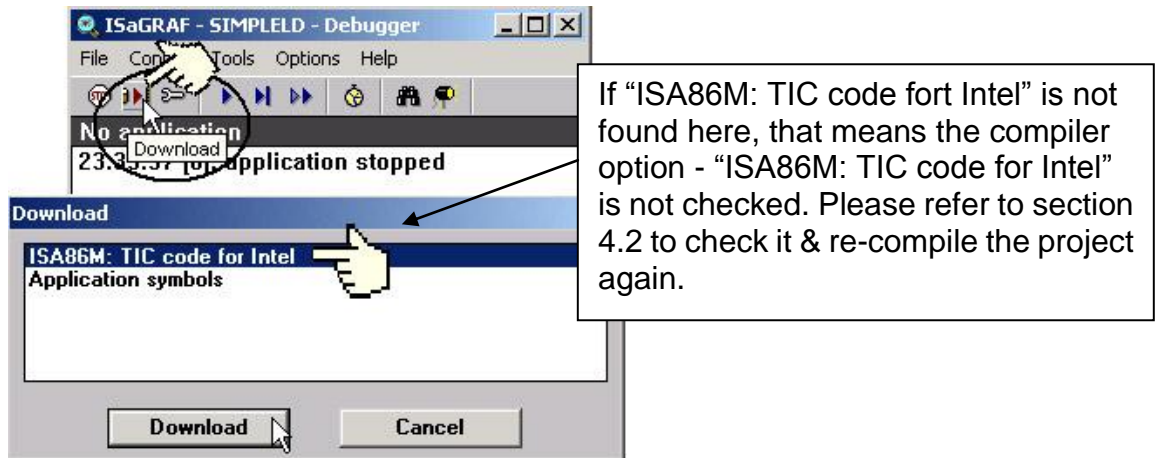 ISaGRAF - SIMPLELD - Debugger
File Tools Options Help
STOP
No application
Download
application stopped
If “ISA86M: TIC code fort Intel” is not
found here, that means the compiler
option - “ISA86M: TIC code for Intel”
is not checked. Please refer to section
4.2 to check it & re-compile the project
again.
Download
ISA86M: TIC code for Intel
Application symbols
Download Cancel